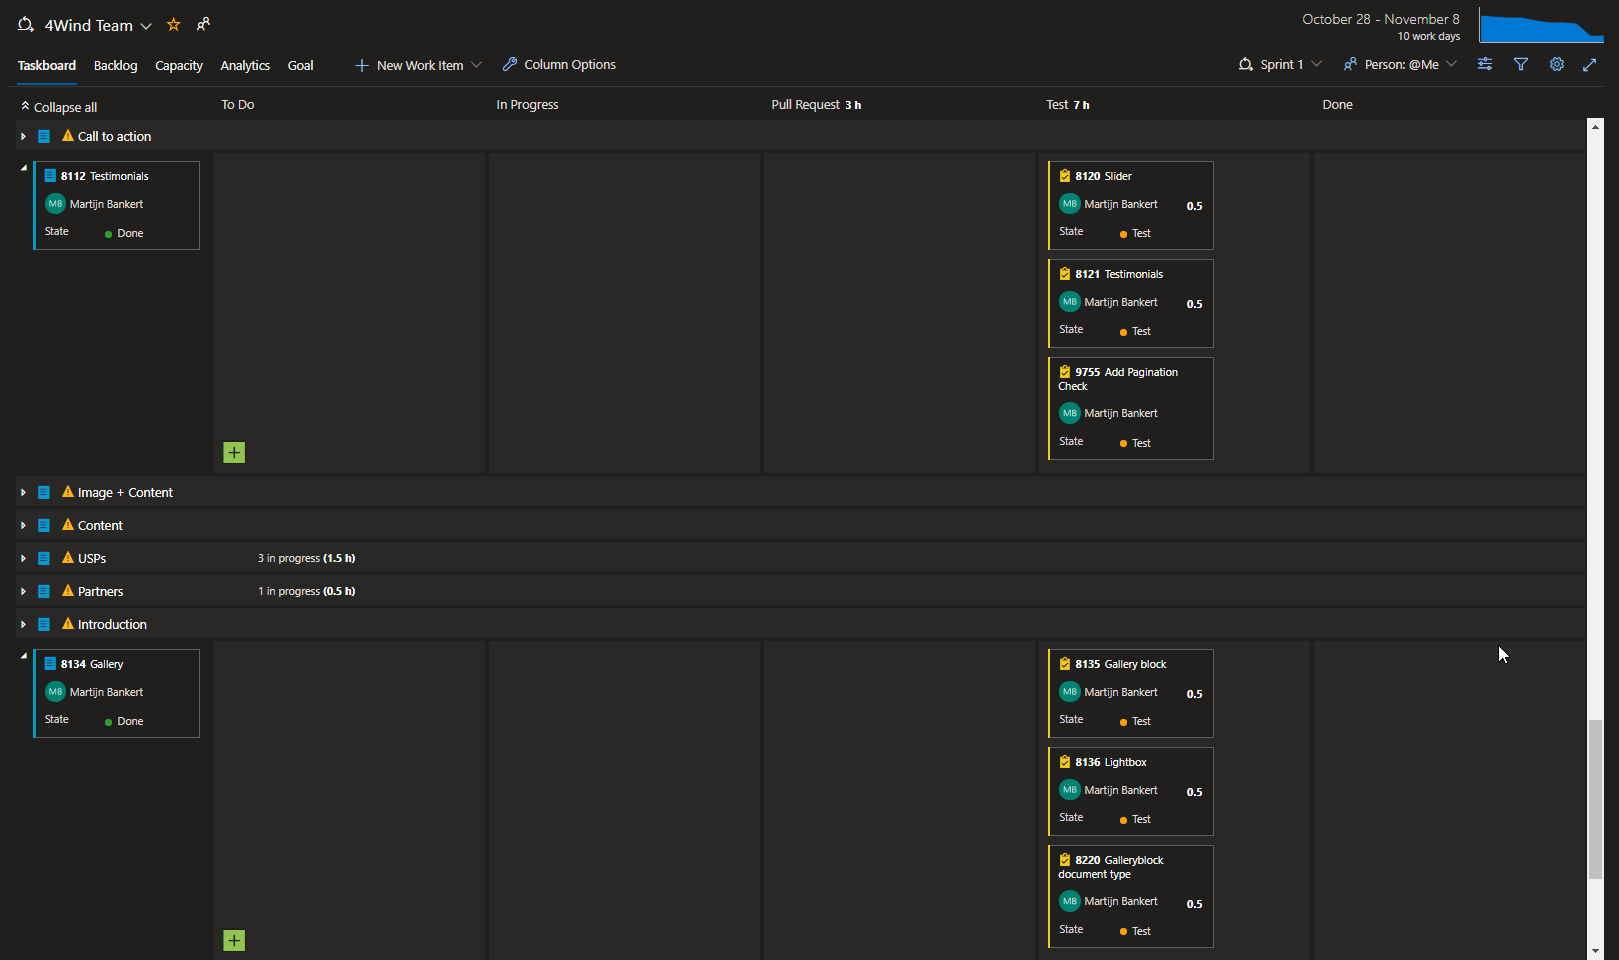 4Wind Team
October 28 - November 8
10 work days
Taskboard Backlog Capacity Analytics Goal New Work Item Column Options Sprint 1 Person: @Me
Collapse all To Do In Progress Pull Request 3 h Test 7 h Done
Call to action
8112 Testimonials
MB Martijn Bankert
State Done
8120 Slider
MB Martijn Bankert 0.5
State Test
8121 Testimonials
MB Martijn Bankert 0.5
State Test
9755 Add Pagination
Check
MB Martijn Bankert
State Test
Image + Content
Content
USPs 3 in progress (1.5 h)
Partners 1 in progress (0.5 h)
Introduction
8134 Gallery
MB Martijn Bankert
State Done
8135 Gallery block
MB Martijn Bankert 0.5
State Test
8136 Lightbox
MB Martijn Bankert 0.5
State Test
8220 Galleryblock
document type
MB Martijn Bankert 0.5
State Test